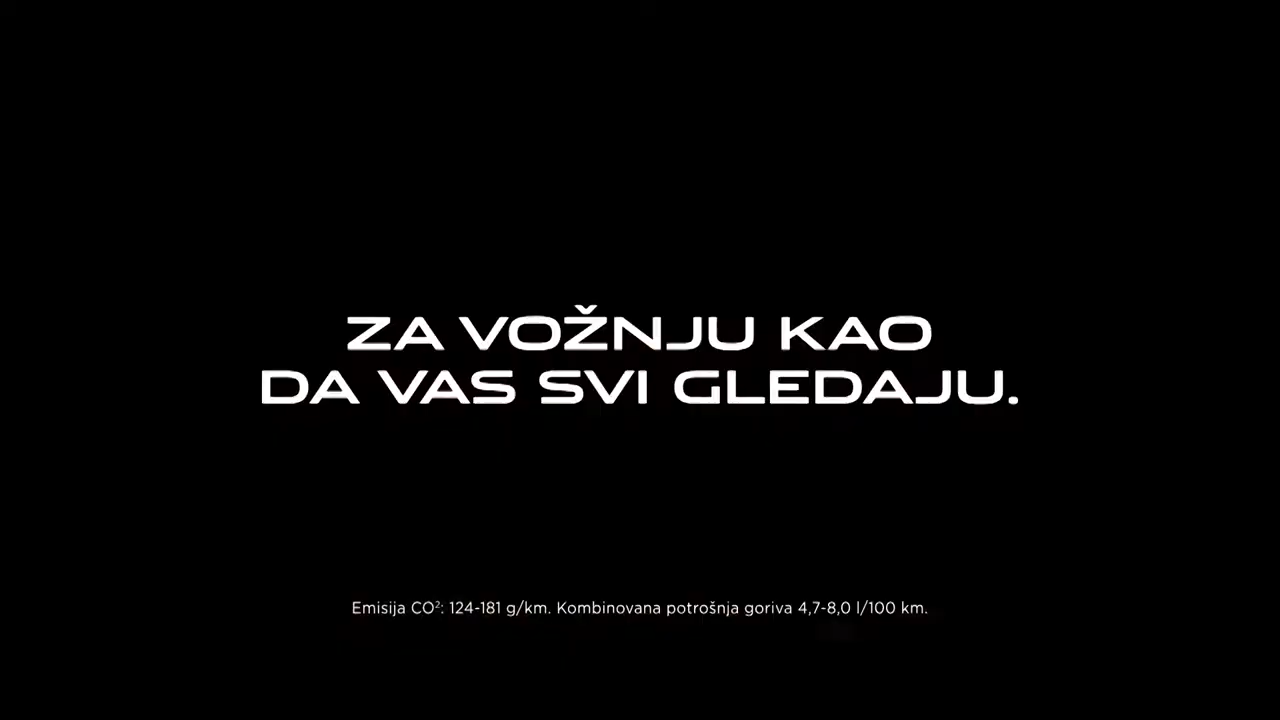 ZA VOŽNJU KAO
DA VAS SVI GLEDAJU.
Emisija CO²: 124-181 g/km. Kombinovana potrošnja goriva 4,7-8,0 l/100 km.